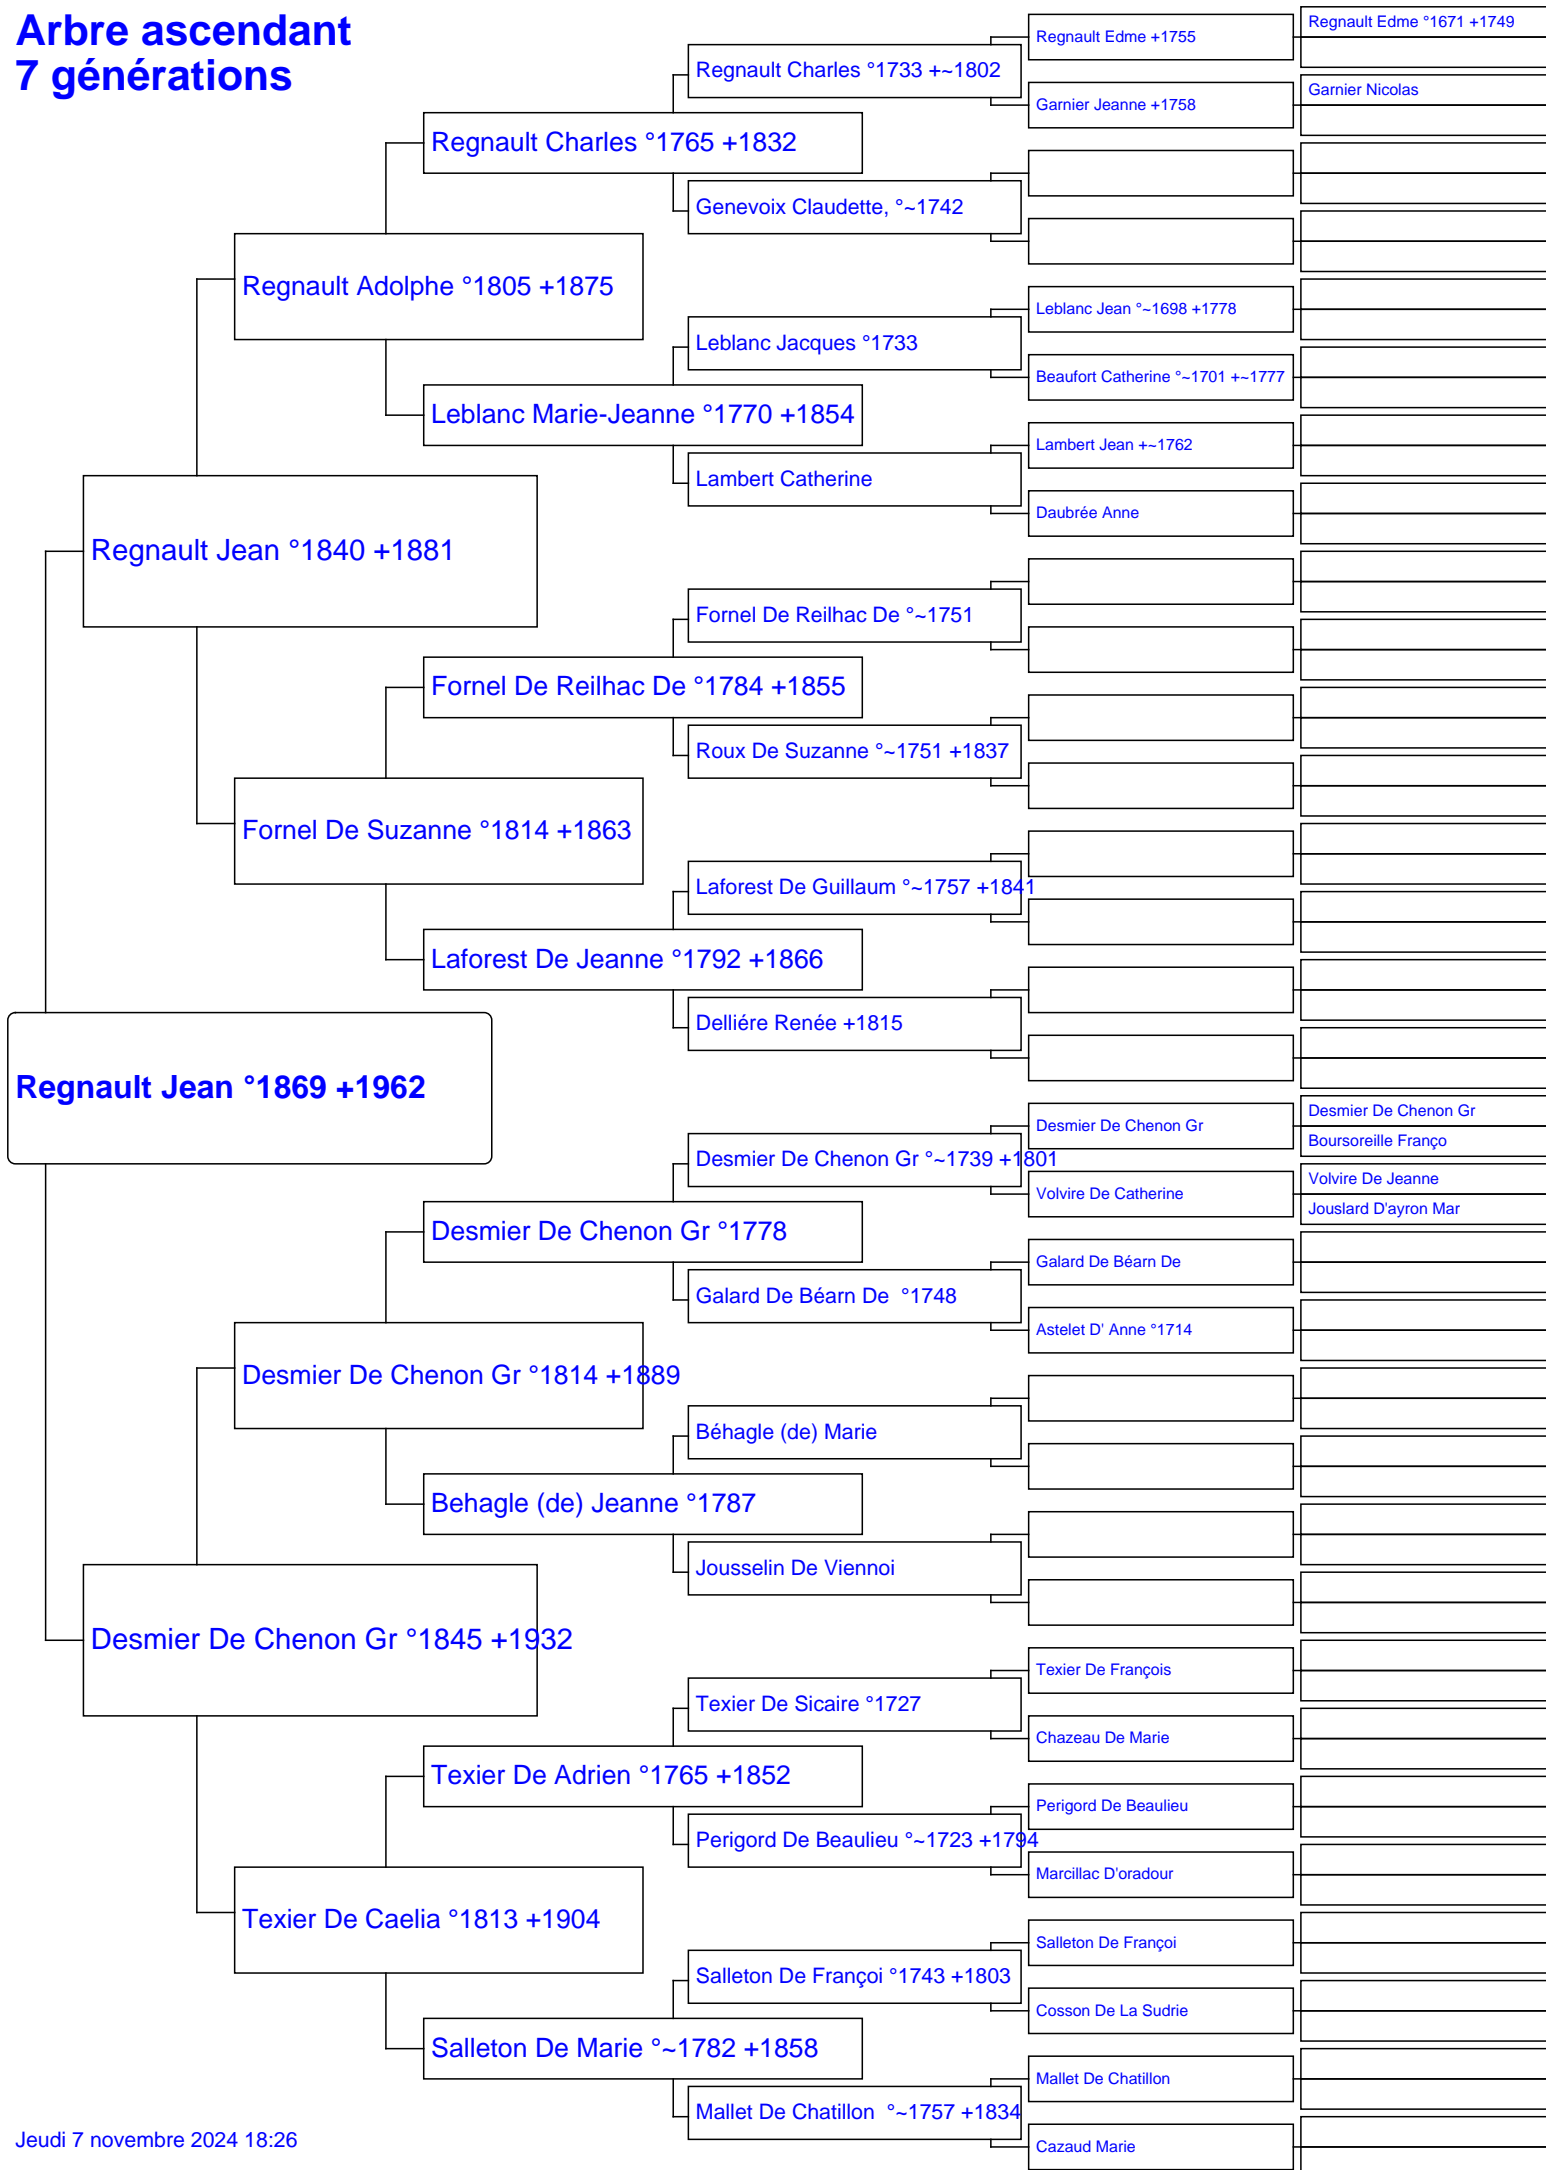 Arbre ascendant
7 générations
Regnault Edme °1671 +1749
Regnault Edme +1755
Regnault Charles °1733 +~1802
Garnier Nicolas
Garnier Jeanne +1758
Regnault Charles °1765 +1832
Genevoix Claudette, °~1742
Regnault Adolphe °1805 +1875
Leblanc Jean °~1698 +1778
Leblanc Jacques °1733
Beaufort Catherine °~1701 +~1777
Leblanc Marie-Jeanne °1770 +1854
Lambert Jean +~1762
Lambert Catherine
Daubrée Anne
Regnault Jean °1840 +1881
Fornel De Reilhac De °~1751
Fornel De Reilhac De °1784 +1855
Roux De Suzanne °~1751 +1837
Fornel De Suzanne °1814 +1863
Laforest De Guillaum °~1757 +1841
Laforest De Jeanne °1792 +1866
Delliére Renée +1815
Regnault Jean °1869 +1962
Desmier De Chenon Gr
Desmier De Chenon Gr
Boursoreille Franço
Desmier De Chenon Gr °~1739 +1801
Volvire De Jeanne
Volvire De Catherine
Jouslard D'ayron Mar
Desmier De Chenon Gr °1778
Galard De Béarn De
Galard De Béarn De  °1748
Astelet D' Anne °1714
Desmier De Chenon Gr °1814 +1889
Béhagle (de) Marie
Behagle (de) Jeanne °1787
Jousselin De Viennoi
Desmier De Chenon Gr °1845 +1932
Texier De François
Texier De Sicaire °1727
Chazeau De Marie
Texier De Adrien °1765 +1852
Perigord De Beaulieu
Perigord De Beaulieu °~1723 +1794
Marcillac D'oradour
Texier De Caelia °1813 +1904
Salleton De Françoi
Salleton De Françoi °1743 +1803
Cosson De La Sudrie
Salleton De Marie °~1782 +1858
Mallet De Chatillon
Mallet De Chatillon  °~1757 +1834
Cazaud Marie
Jeudi 7 novembre 2024 18:26